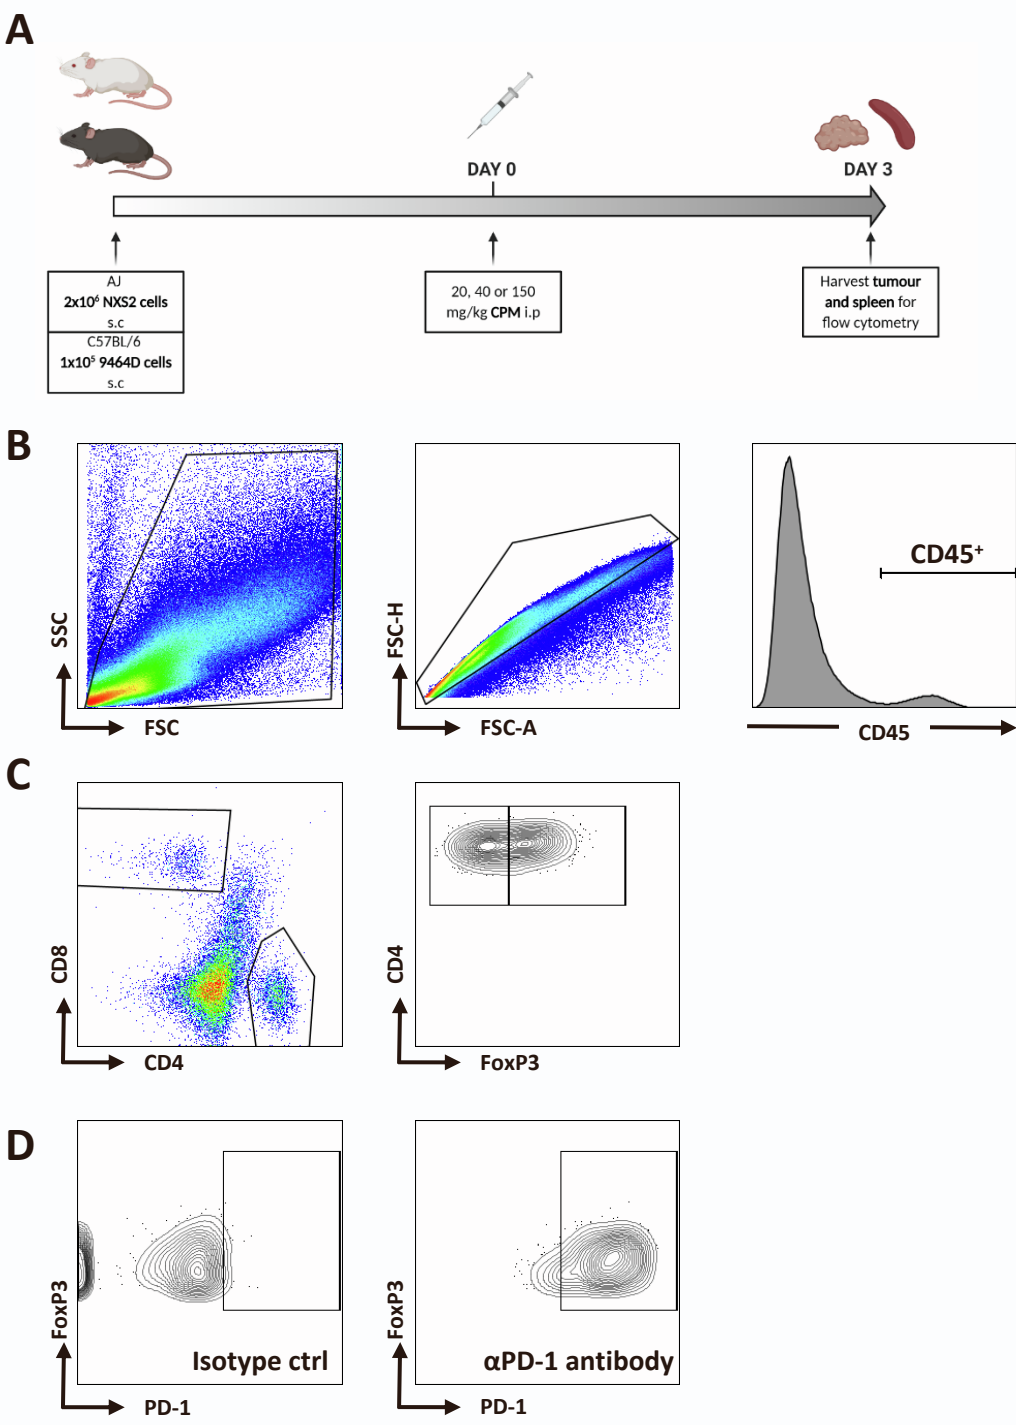 A
DAY 0
DAY 3
AJ
2x10⁶ NXS2 cells
s.c
C57BL/6
1x10⁵ 9464D cells
s.c
20, 40 or 150
mg/kg CPM i.p
Harvest tumour
and spleen for
flow cytometry
B
SSC
FSC
FSC-H
FSC-A
CD45⁺
CD45
C
CD8
CD4
CD4
FoxP3
D
FoxP3
Isotype ctrl
PD-1
FoxP3
αPD-1 antibody
PD-1